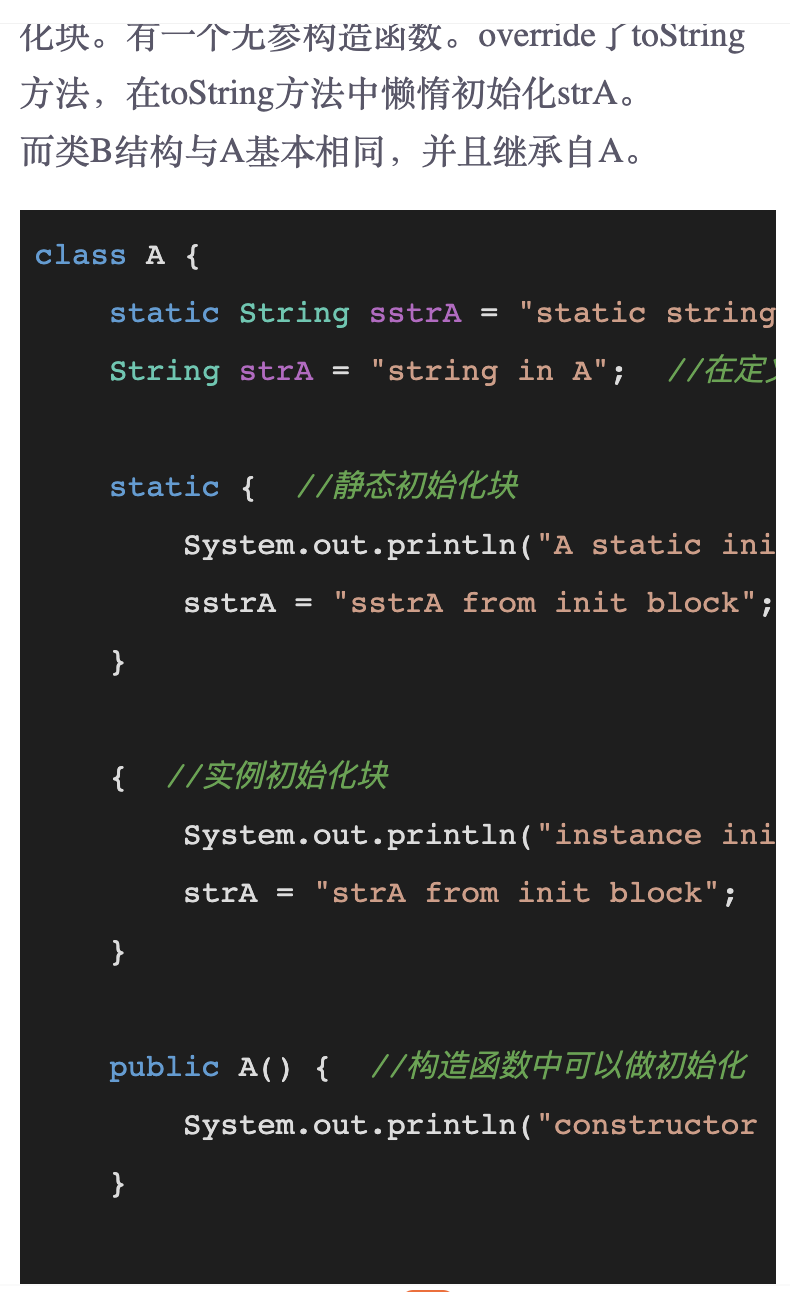 化块。有一个无参构造函数。override了toString
方法，在toString方法中懒惰初始化strA。
而类B结构与A基本相同，并且继承自A。
class A {
    static String sstrA = "static string
    String strA = "string in A";  //在定义
    static {  //静态初始化块
        System.out.println("A static ini
        sstrA = "sstrA from init block";
    }
    {  //实例初始化块
        System.out.println("instance ini
        strA = "strA from init block";
    }
    public A() {  //构造函数中可以做初始化
        System.out.println("constructor
    }